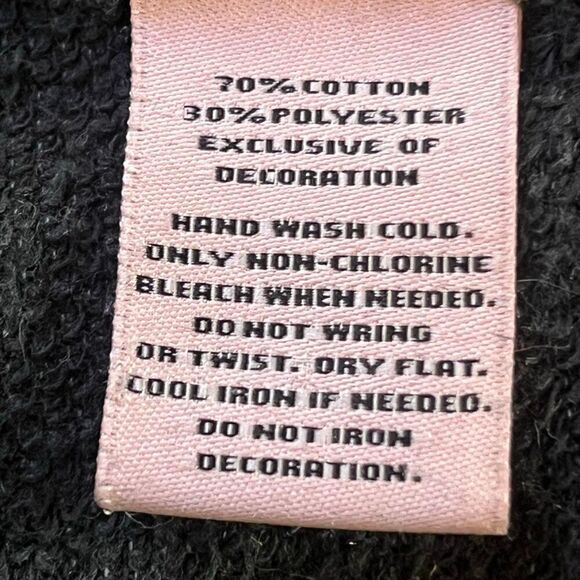 70% COTTON
30% POLYESTER
EXCLUSIVE OF
DECORATION
HAND WASH COLD.
ONLY NON-CHLORINE
BLEACH WHEN NEEDED.
DO NOT WRING
OR TWIST. DRY FLAT.
COOL IRON IF NEEDED.
DO NOT IRON
DECORATION.